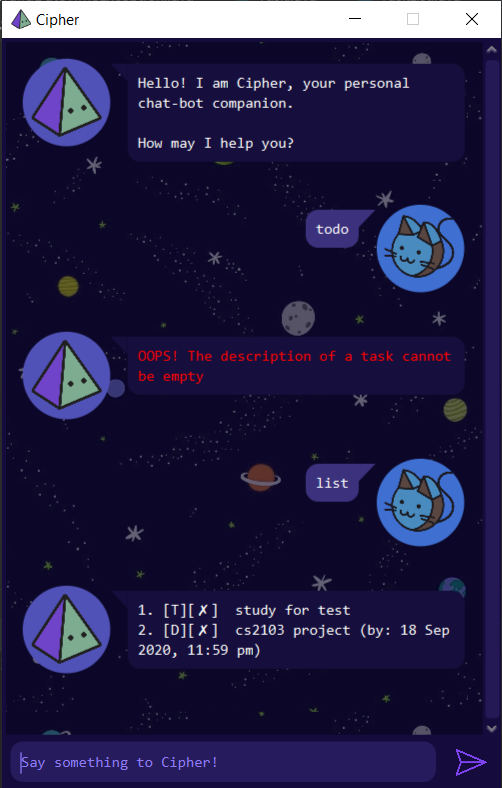 Cipher
Hello! I am Cipher, your personal
chat-bot companion.
How may I help you?
todo
OOPS! The description of a task cannot
be empty
list
1. [T][✗]  study for test
2. [D][✗]  cs2103 project (by: 18 Sep
2020, 11:59 pm)
Say something to Cipher!